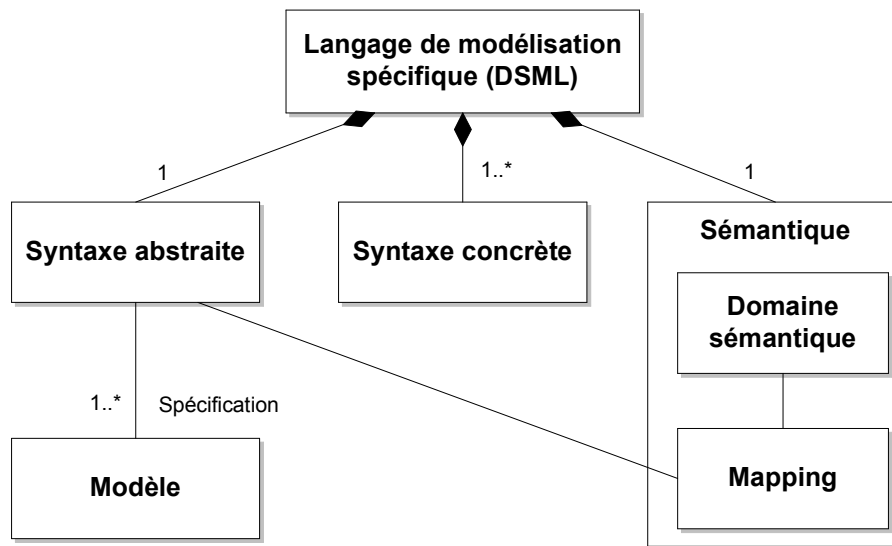 Langage de modélisation
spécifique (DSML)
1
1..*
1
Syntaxe abstraite
Syntaxe concrète
Sémantique
Domaine
sémantique
1..*
Spécification
Modèle
Mapping